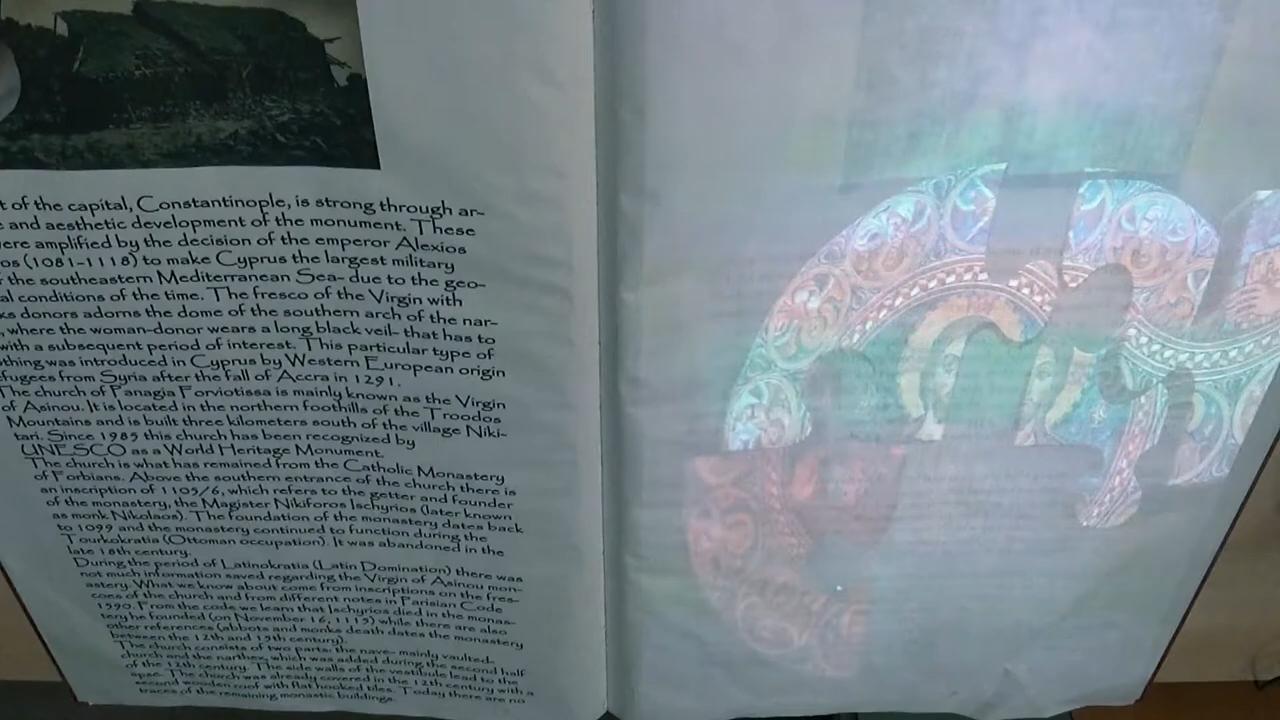 t of the capital, Constantinople, is strong through ar-
e and aesthetic development of the monument. These
ere amplified by the decision of the emperor Alexios
os (1081-1118) to make Cyprus the largest military
f the southeastern Mediterranean Sea- due to the geo-
al conditions of the time. The fresco of the Virgin with
ks donors adorns the dome of the southern arch of the nar-
, where the woman-donor wears a long black veil- that has to
with a subsequent period of interest. This particular type of
othing was introduced in Cyprus by Western European origin
efugees from Syria after the fall of Accra in 1291.
The church of Panagia Forviotissa is mainly known as the Virgin
of Asinou. It is located in the northern foothills of the Troodos
Mountains and is built three kilometers south of the village Niki-
tari. Since 1985 this church has been recognized by
UNESCO as a World Heritage Monument.
The church is what has remained from the Catholic Monastery
of Forbians. Above the southern entrance of the church there is
an inscription of 1105/6, which refers to the getter and founder
of the monastery, the Magister Nikiforos Ischyrios (later known
as monk Nikolaos). The foundation of the monastery dates back
to 1099 and the monastery continued to function during the
Tourkokratia (Ottoman occupation). It was abandoned in the
late 18th century.
During the period of Latinokratia (Latin Domination) there was
not much information saved regarding the Virgin of Asinou mon-
astery. What we know about come from inscriptions on the fres-
coes of the church and from different notes in Parisian Code
1590. From the code we learn that Ischyrios died in the monas-
tery he founded (on November 16, 1115) while there are also
other references (abbots and monks death dates the monastery
between the 12th and 15th century).
The church consists of two parts: the nave- mainly vaulted-
church and the narthex, which was added during the second half
of the 12th century. The side walls of the vestibule lead to the
apse. The church was already covered in the 12th century with a
second wooden roof with flat hooked tiles. Today there are no
traces of the remaining monastic buildings.